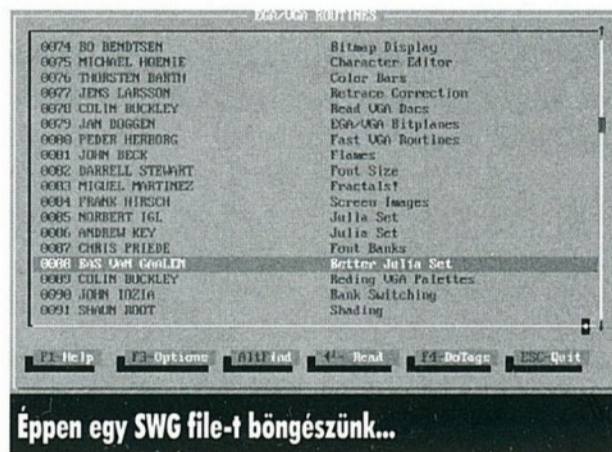 EGA/VGA ROUTINES
0074 BO BENDTSEN Bitmap Display
0075 MICHAEL HOENIE Character Editor
0076 THORSTEN BARTH Color Bars
0077 JENS LARSSON Retrace Correction
0078 COLIN BUCKLEY Read VGA Dacs
0079 JAN DOGGEN EGA/VGA Bitplanes
0080 PEDER HERBORG Fast VGA Routines
0081 JOHN BECK Flames
0082 DARRELL STEWART Font Size
0083 MIGUEL MARTINEZ Fractals!
0084 FRANK HIRSCH Screen Images
0085 NORBERT IGL Julia Set
0086 ANDREW KEY Julia Set
0087 CHRIS PRIEDE Font Banks
0088 BAS VAN GAALEN Better Julia Set
0089 COLIN BUCKLEY Reding VGA Palettes
0090 JOHN IOZIA Bank Switching
0091 SHAUN ROOT Shading
F1-Help F3-Options AltFind ┘- Read F4-DoTags ESC-Quit
Éppen egy SWG file-t böngészünk...